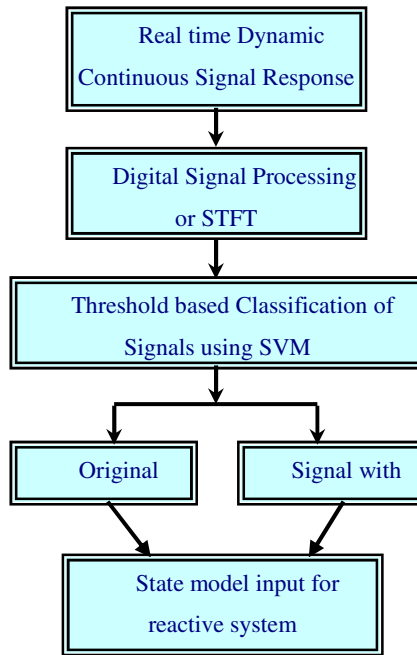 Real time Dynamic
Continuous Signal Response
Digital Signal Processing
or STFT
Threshold based Classification of
Signals using SVM
Original
Signal with
State model input for
reactive system